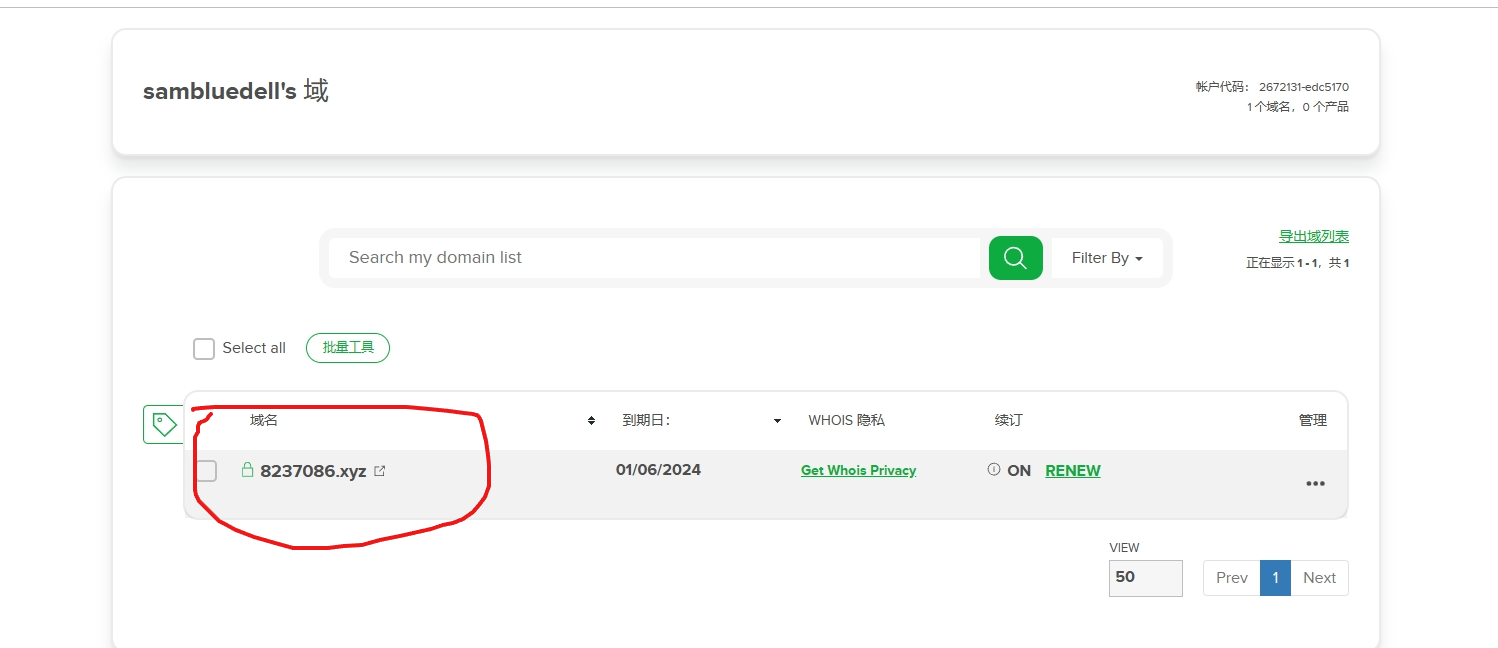 sambluedell's 域
帐户代码： 2672131-edc5170
1 个域名，0 个产品
Search my domain list
Filter By
导出域列表
正在显示 1 - 1，共 1
Select all
批量工具
域名 到期日： WHOIS 隐私 续订 管理
8237086.xyz 01/06/2024 Get Whois Privacy ON RENEW
VIEW
50
Prev 1 Next